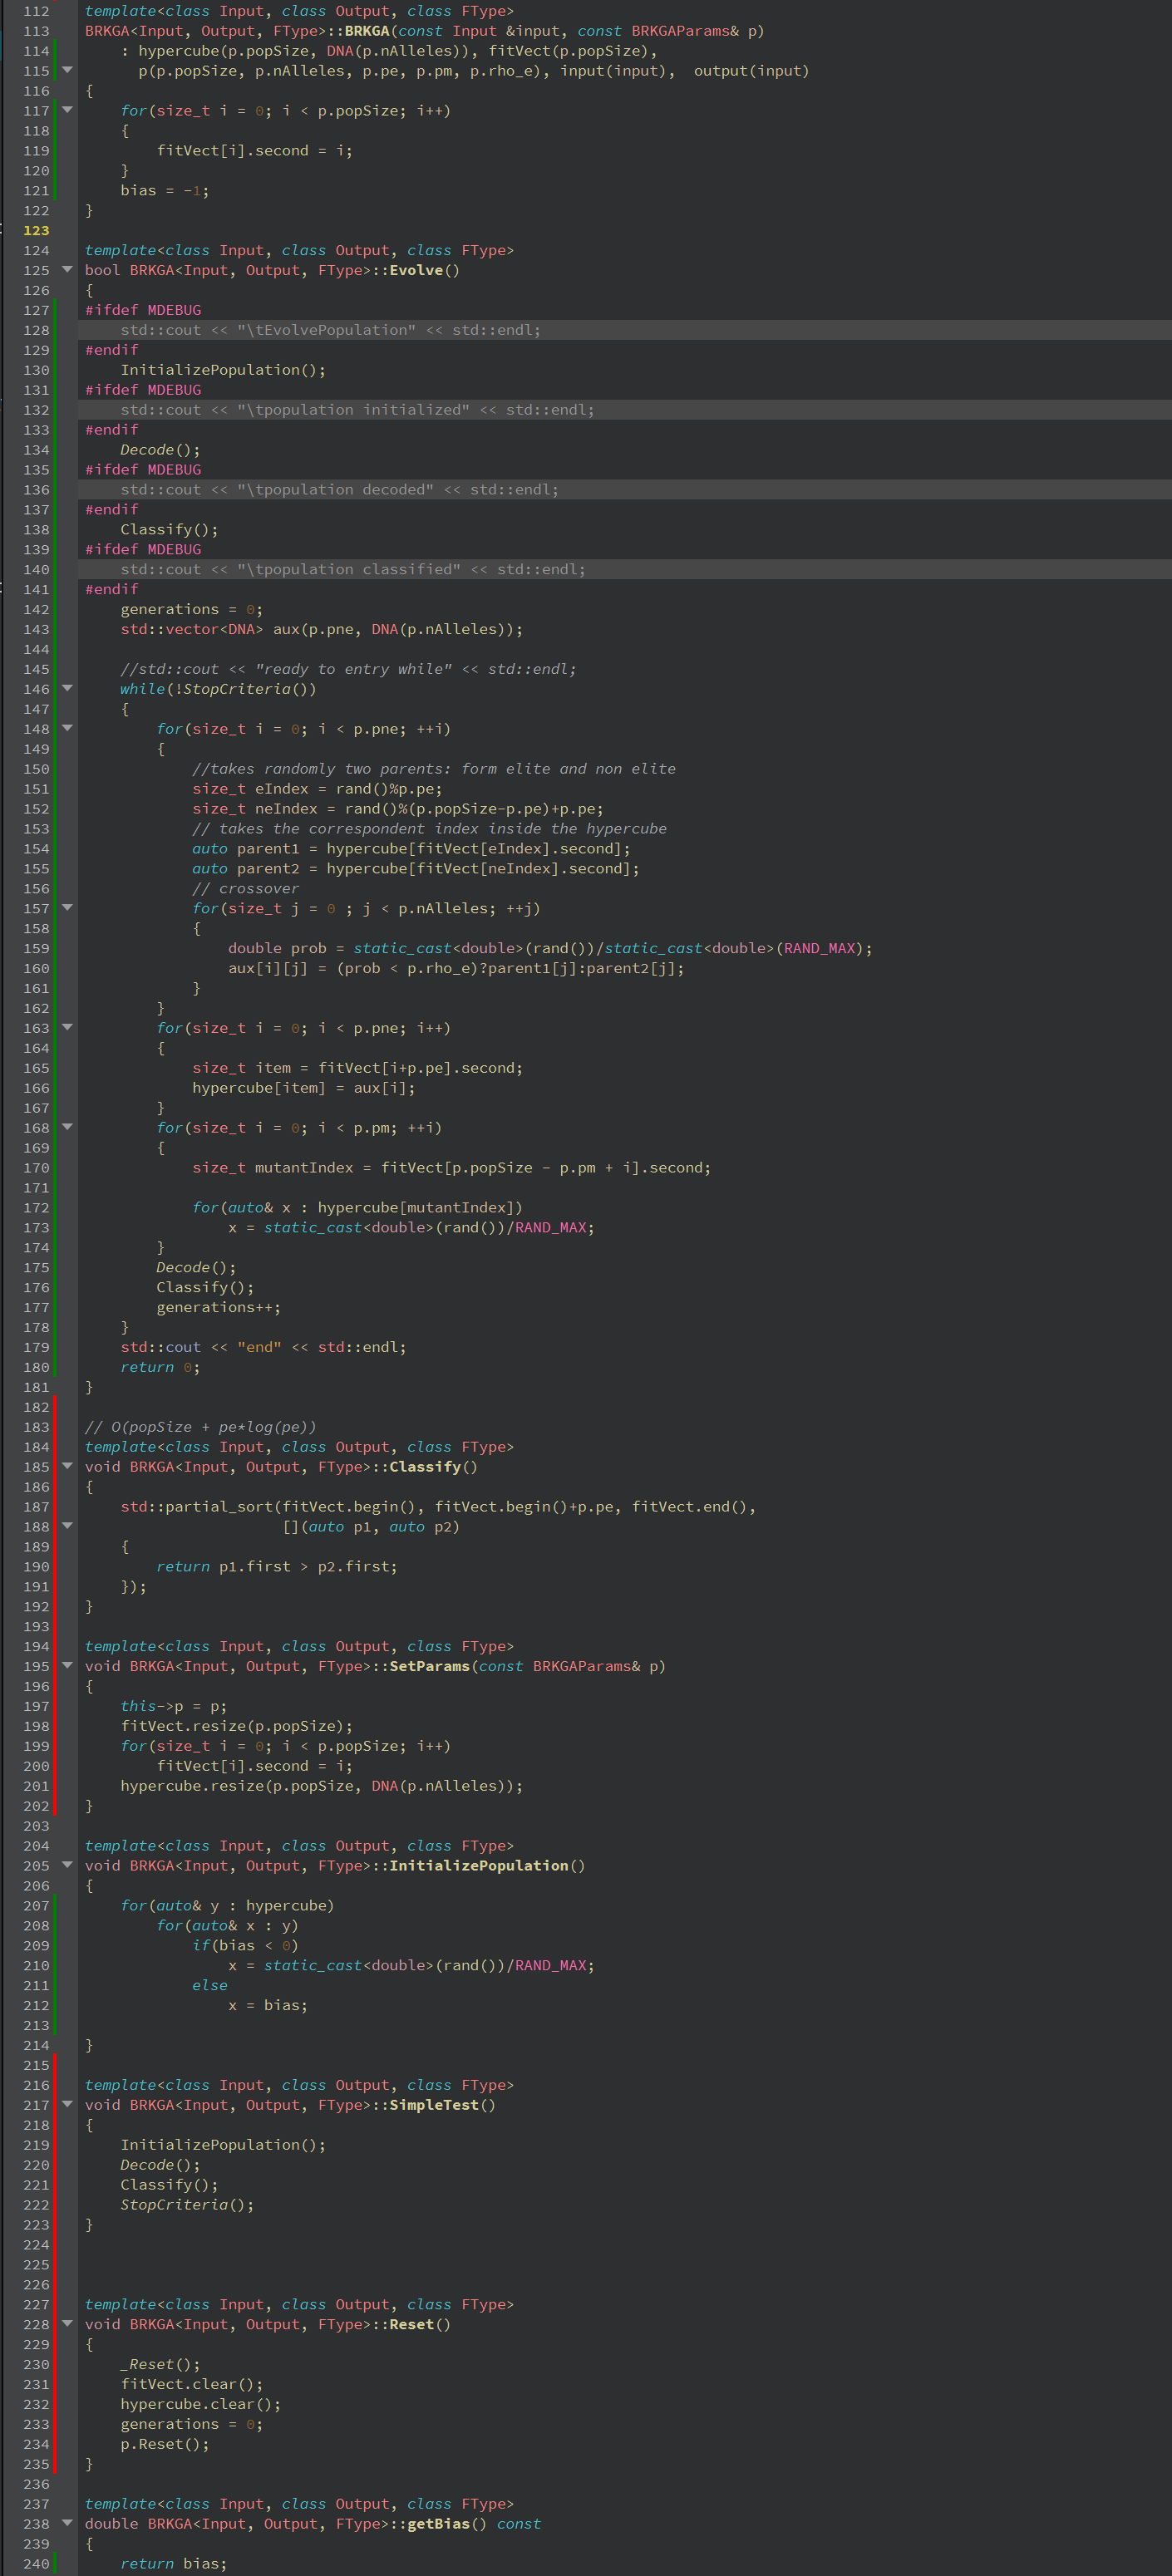 112 template<class Input, class Output, class FType>
113 BRKGA<Input, Output, FType>::BRKGA(const Input &input, const BRKGAParams& p)
114     : hypercube(p.popSize, DNA(p.nAlleles)), fitVect(p.popSize),
115       p(p.popSize, p.nAlleles, p.pe, p.pm, p.rho_e), input(input),  output(input)
116 {
117     for(size_t i = 0; i < p.popSize; i++)
118     {
119         fitVect[i].second = i;
120     }
121     bias = -1;
122 }
123
124 template<class Input, class Output, class FType>
125 bool BRKGA<Input, Output, FType>::Evolve()
126 {
127 #ifdef MDEBUG
128     std::cout << "\tEvolvePopulation" << std::endl;
129 #endif
130     InitializePopulation();
131 #ifdef MDEBUG
132     std::cout << "\tpopulation initialized" << std::endl;
133 #endif
134     Decode();
135 #ifdef MDEBUG
136     std::cout << "\tpopulation decoded" << std::endl;
137 #endif
138     Classify();
139 #ifdef MDEBUG
140     std::cout << "\tpopulation classified" << std::endl;
141 #endif
142     generations = 0;
143     std::vector<DNA> aux(p.pne, DNA(p.nAlleles));
144
145     //std::cout << "ready to entry while" << std::endl;
146     while(!StopCriteria())
147     {
148         for(size_t i = 0; i < p.pne; ++i)
149         {
150             //takes randomly two parents: form elite and non elite
151             size_t eIndex = rand()%p.pe;
152             size_t neIndex = rand()%(p.popSize-p.pe)+p.pe;
153             // takes the correspondent index inside the hypercube
154             auto parent1 = hypercube[fitVect[eIndex].second];
155             auto parent2 = hypercube[fitVect[neIndex].second];
156             // crossover
157             for(size_t j = 0 ; j < p.nAlleles; ++j)
158             {
159                 double prob = static_cast<double>(rand())/static_cast<double>(RAND_MAX);
160                 aux[i][j] = (prob < p.rho_e)?parent1[j]:parent2[j];
161             }
162         }
163         for(size_t i = 0; i < p.pne; i++)
164         {
165             size_t item = fitVect[i+p.pe].second;
166             hypercube[item] = aux[i];
167         }
168         for(size_t i = 0; i < p.pm; ++i)
169         {
170             size_t mutantIndex = fitVect[p.popSize - p.pm + i].second;
171
172             for(auto& x : hypercube[mutantIndex])
173                 x = static_cast<double>(rand())/RAND_MAX;
174         }
175         Decode();
176         Classify();
177         generations++;
178     }
179     std::cout << "end" << std::endl;
180     return 0;
181 }
182
183 // O(popSize + pe*log(pe))
184 template<class Input, class Output, class FType>
185 void BRKGA<Input, Output, FType>::Classify()
186 {
187     std::partial_sort(fitVect.begin(), fitVect.begin()+p.pe, fitVect.end(),
188                       [](auto p1, auto p2)
189     {
190         return p1.first > p2.first;
191     });
192 }
193
194 template<class Input, class Output, class FType>
195 void BRKGA<Input, Output, FType>::SetParams(const BRKGAParams& p)
196 {
197     this->p = p;
198     fitVect.resize(p.popSize);
199     for(size_t i = 0; i < p.popSize; i++)
200         fitVect[i].second = i;
201     hypercube.resize(p.popSize, DNA(p.nAlleles));
202 }
203
204 template<class Input, class Output, class FType>
205 void BRKGA<Input, Output, FType>::InitializePopulation()
206 {
207     for(auto& y : hypercube)
208         for(auto& x : y)
209             if(bias < 0)
210                 x = static_cast<double>(rand())/RAND_MAX;
211             else
212                 x = bias;
213
214 }
215
216 template<class Input, class Output, class FType>
217 void BRKGA<Input, Output, FType>::SimpleTest()
218 {
219     InitializePopulation();
220     Decode();
221     Classify();
222     StopCriteria();
223 }
224
225
226
227 template<class Input, class Output, class FType>
228 void BRKGA<Input, Output, FType>::Reset()
229 {
230     _Reset();
231     fitVect.clear();
232     hypercube.clear();
233     generations = 0;
234     p.Reset();
235 }
236
237 template<class Input, class Output, class FType>
238 double BRKGA<Input, Output, FType>::getBias() const
239 {
240     return bias;